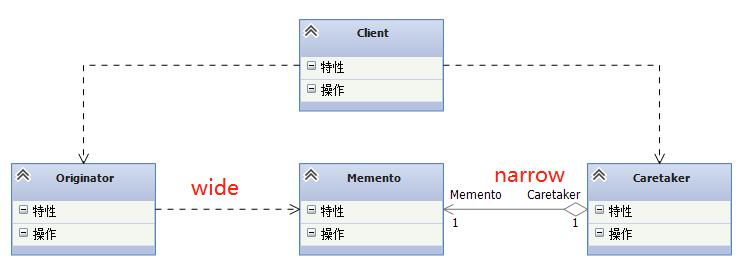 Client
特性
操作
wide
narrow
Originator
Memento
Memento
Caretaker
Caretaker
特性
特性
1
1
特性
操作
操作
操作